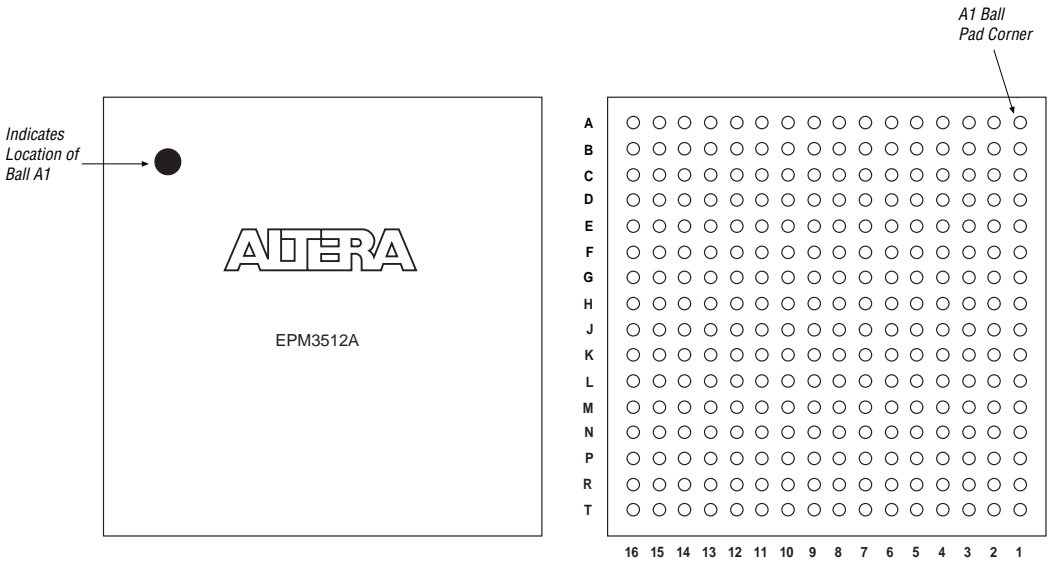 A1 Ball
Pad Corner
Indicates
Location of
Ball A1
ALTERA
EPM3512A
A
B
C
D
E
F
G
H
J
K
L
M
N
P
R
T
16 15 14 13 12 11 10 9 8 7 6 5 4 3 2 1